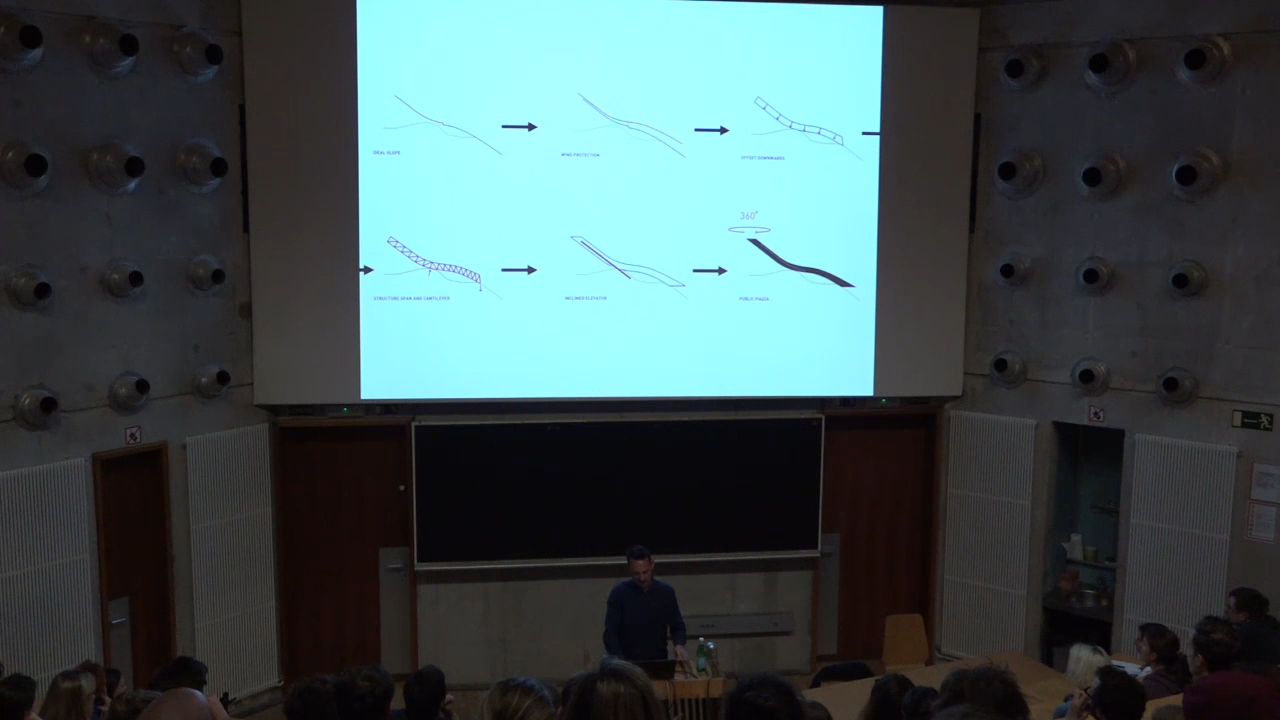 IDEAL SLOPE
WIND PROTECTION
OFFSET DOWNWARDS
STRUCTURE SPAN AND CANTILEVER
INCLINED ELEVATOR
360°
PUBLIC PIAZZA